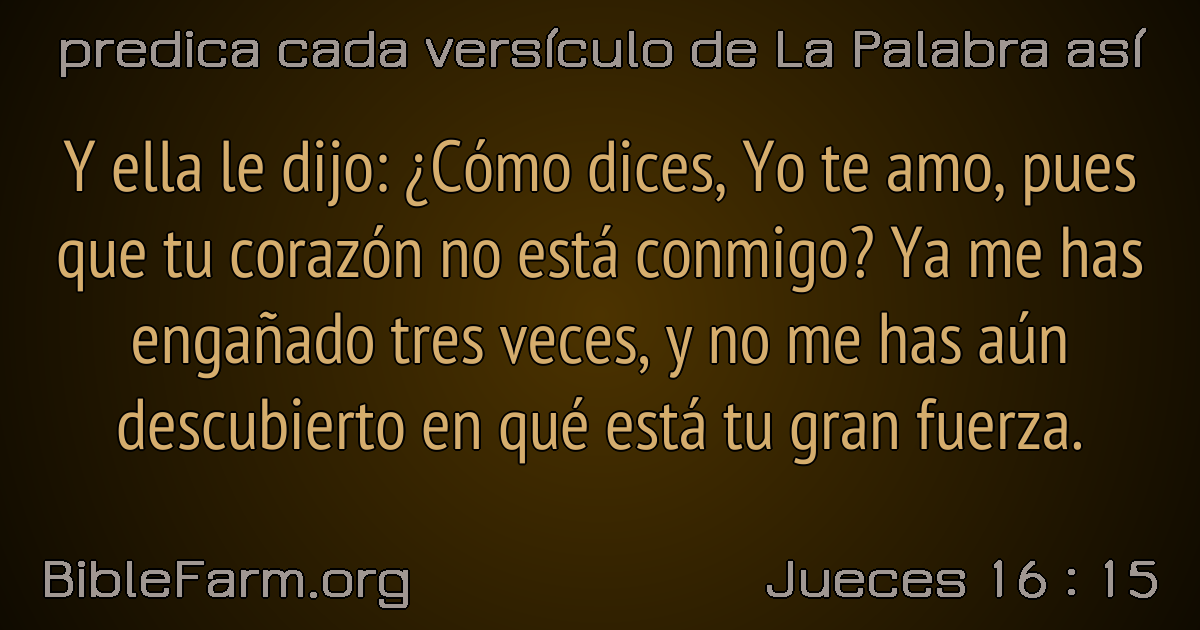 predica cada versículo de La Palabra así
Y ella le dijo: ¿Cómo dices, Yo te amo, pues
que tu corazón no está conmigo? Ya me has
engañado tres veces, y no me has aún
descubierto en qué está tu gran fuerza.
BibleFarm.org
Jueces 16 : 15